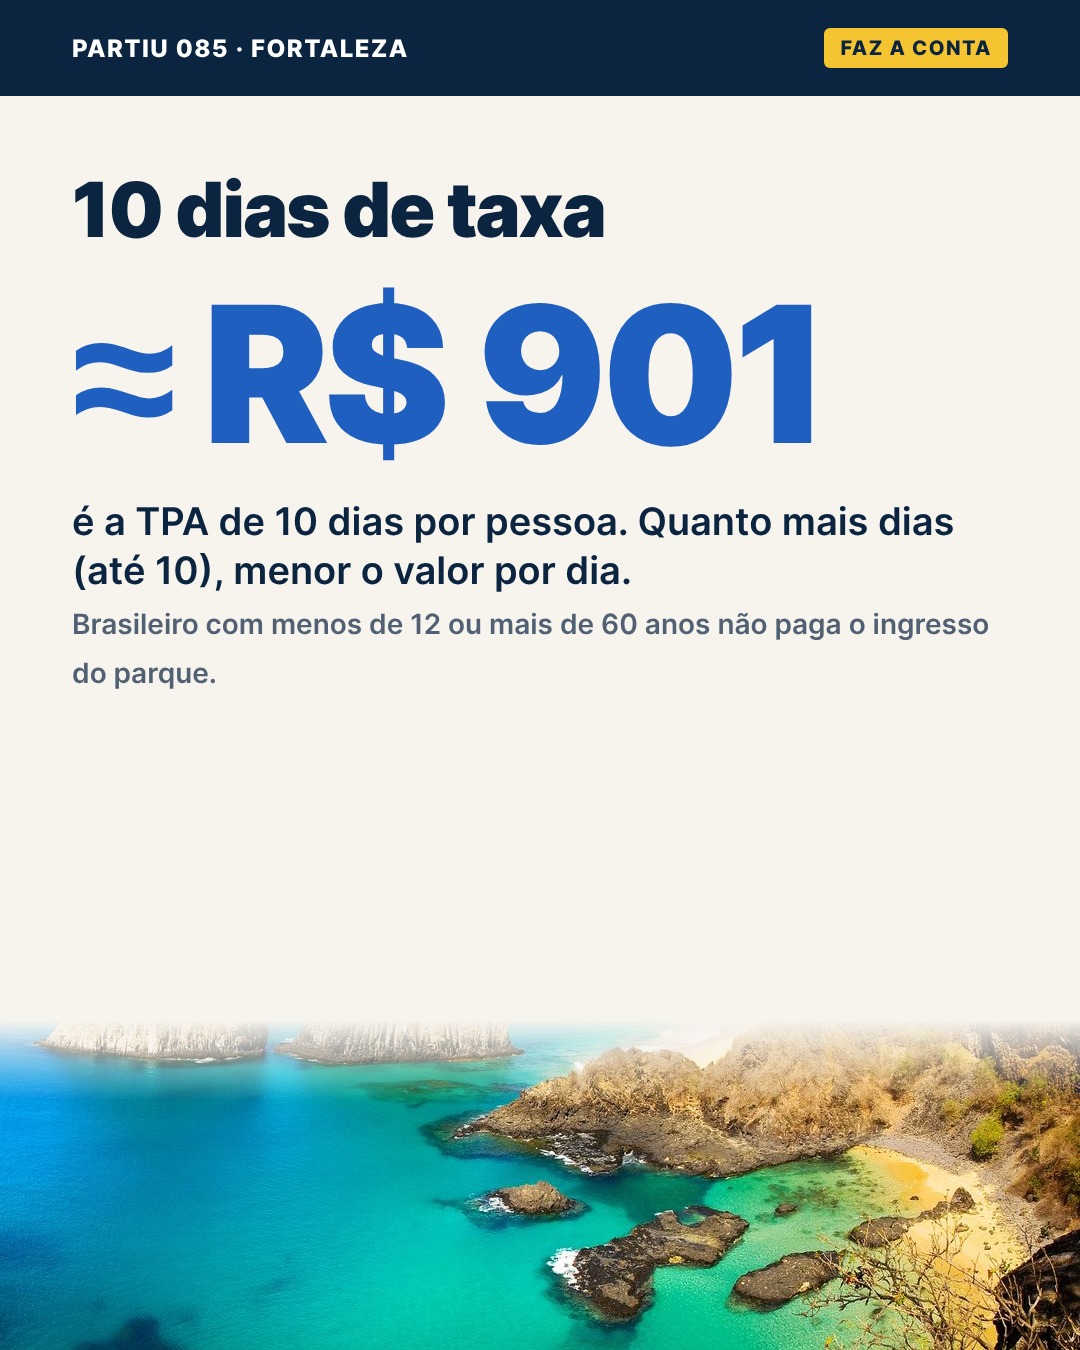 PARTIU 085 · FORTALEZA
FAZ A CONTA
10 dias de taxa
≈ R$ 901
é a TPA de 10 dias por pessoa. Quanto mais dias
(até 10), menor o valor por dia.
Brasileiro com menos de 12 ou mais de 60 anos não paga o ingresso
do parque.